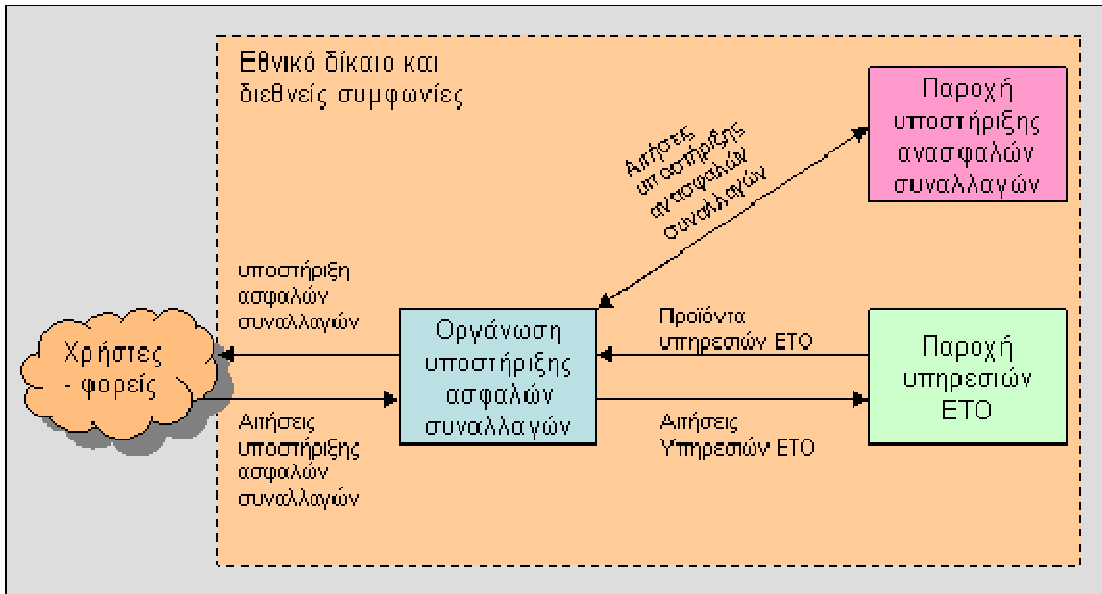 Εθνικό δίκαιο και
διεθνείς συμφωνίες
Παροχή
υποστήριξης
ανασφαλών
συναλλαγών
Αιτήσες
υποστήριξης
ανασφαλών
συναλλαγών
υποστήριξη
ασφαλών
συναλλαγών
Χρήστες
- φορείς
Οργάνωση
υποστήριξης
ασφαλών
συναλλαγών
Προϊόντα
υπηρεσιών ΕΤΟ
Παροχή
υπηρεσιών
ΕΤΟ
Αιτήσεις
υποστήριξης
ασφαλών
συναλλαγών
Αιτήσεις
Υπηρεσιών ΕΤΟ